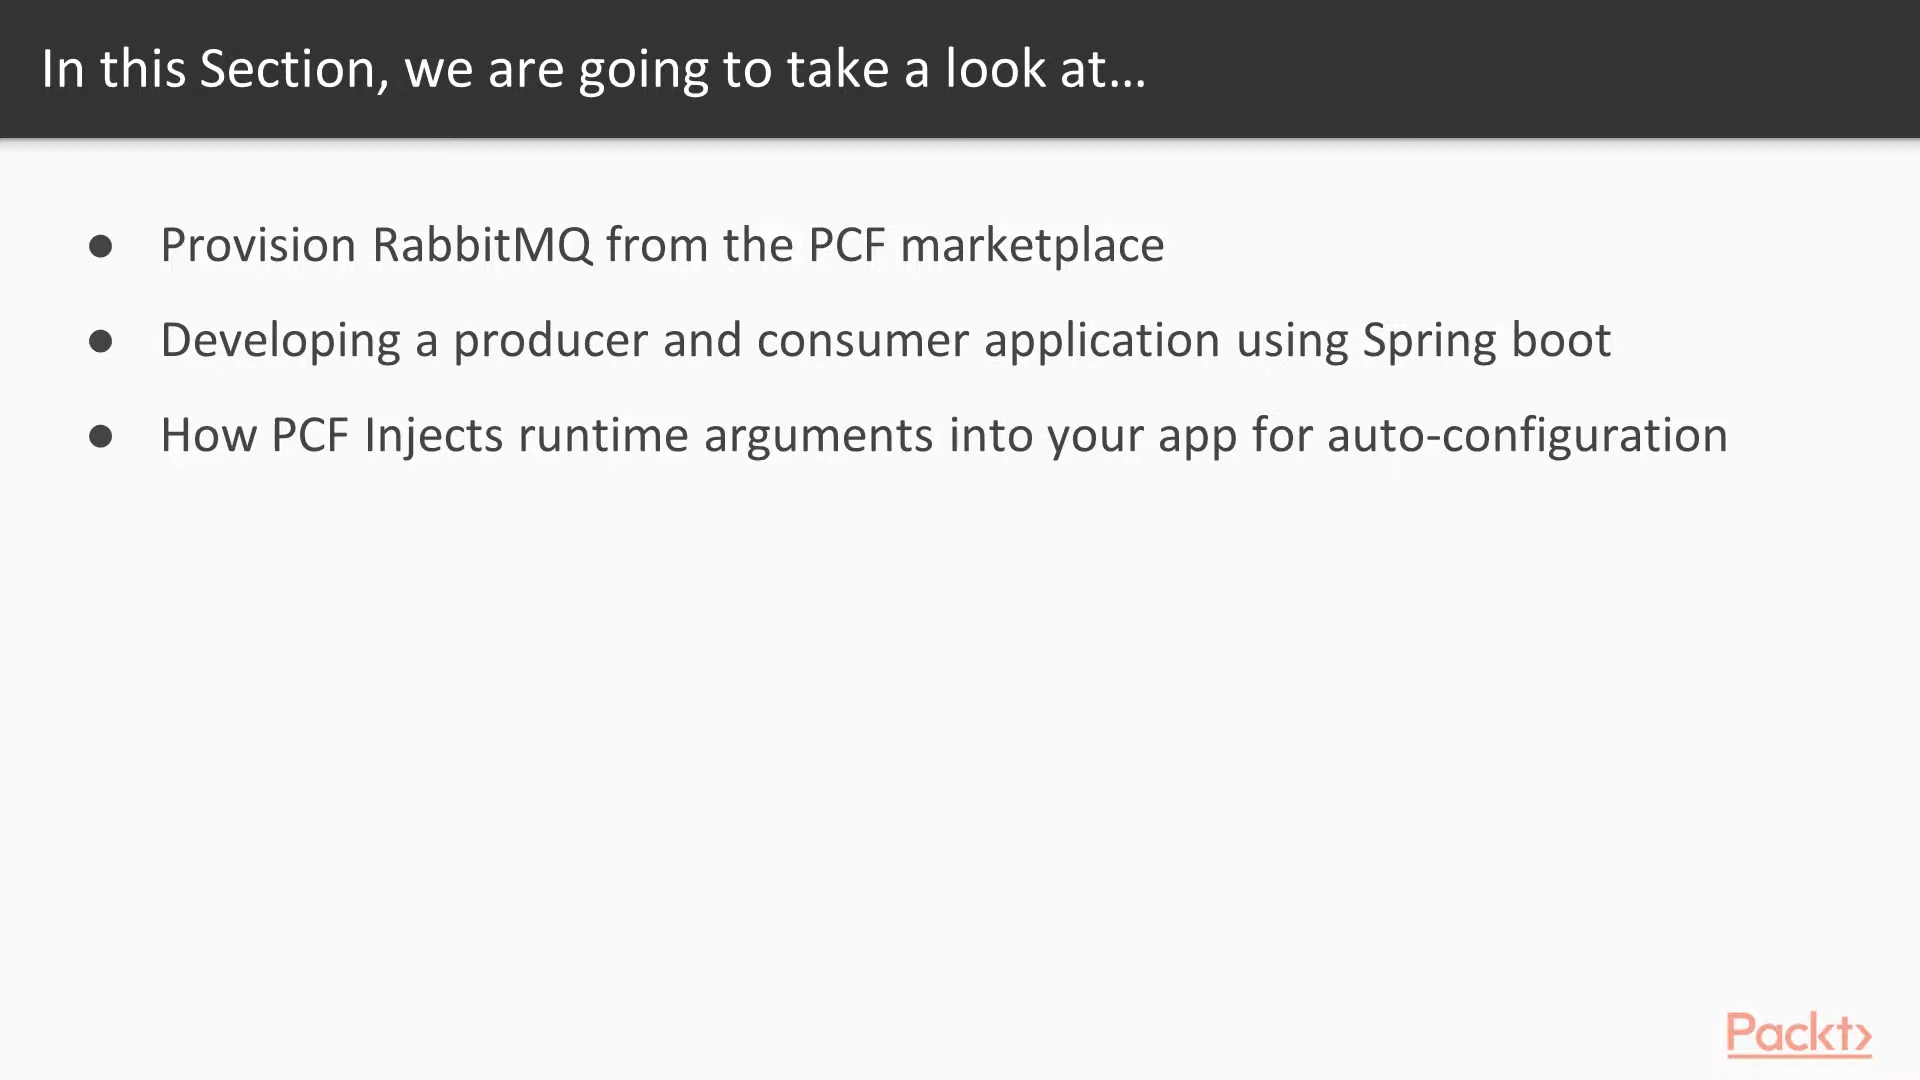 In this Section, we are going to take a look at...
● Provision RabbitMQ from the PCF marketplace
● Developing a producer and consumer application using Spring boot
● How PCF Injects runtime arguments into your app for auto-configuration
Packt>